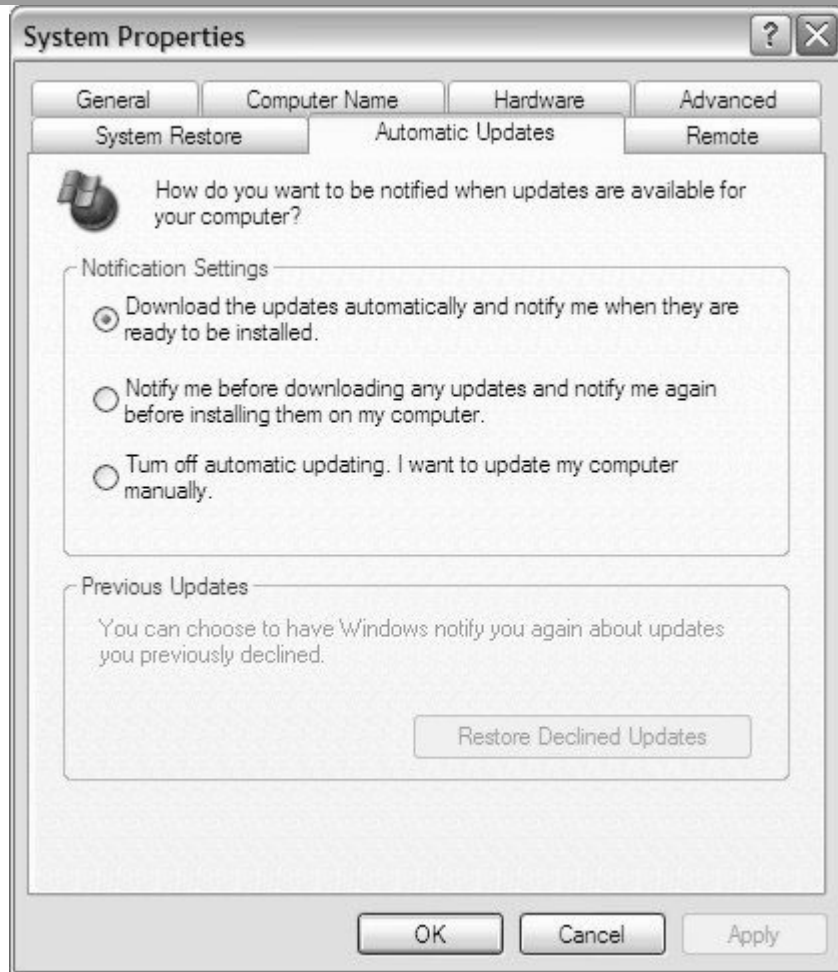 System Properties
General Computer Name Hardware Advanced
System Restore Automatic Updates Remote
How do you want to be notified when updates are available for
your computer?
Notification Settings
Download the updates automatically and notify me when they are
ready to be installed.
Notify me before downloading any updates and notify me again
before installing them on my computer.
Turn off automatic updating. I want to update my computer
manually.
Previous Updates
You can choose to have Windows notify you again about updates
you previously declined.
Restore Declined Updates
OK Cancel Apply